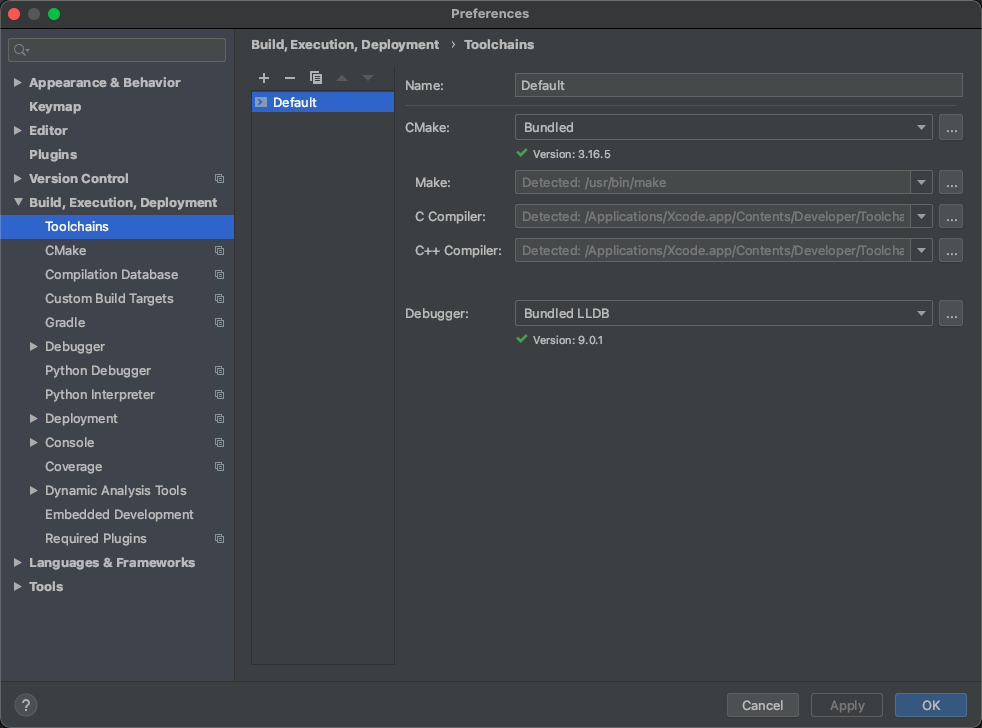 Preferences
Build, Execution, Deployment › Toolchains
Appearance & Behavior
Keymap
Editor
Plugins
Version Control
Build, Execution, Deployment
Toolchains
CMake
Compilation Database
Custom Build Targets
Gradle
Debugger
Python Debugger
Python Interpreter
Deployment
Console
Coverage
Dynamic Analysis Tools
Embedded Development
Required Plugins
Languages & Frameworks
Tools
Default
Name: Default
CMake: Bundled ...
Version: 3.16.5
Make: Detected: /usr/bin/make ...
C Compiler: Detected: /Applications/Xcode.app/Contents/Developer/Toolcha ...
C++ Compiler: Detected: /Applications/Xcode.app/Contents/Developer/Toolcha ...
Debugger: Bundled LLDB ...
Version: 9.0.1
? Cancel Apply OK